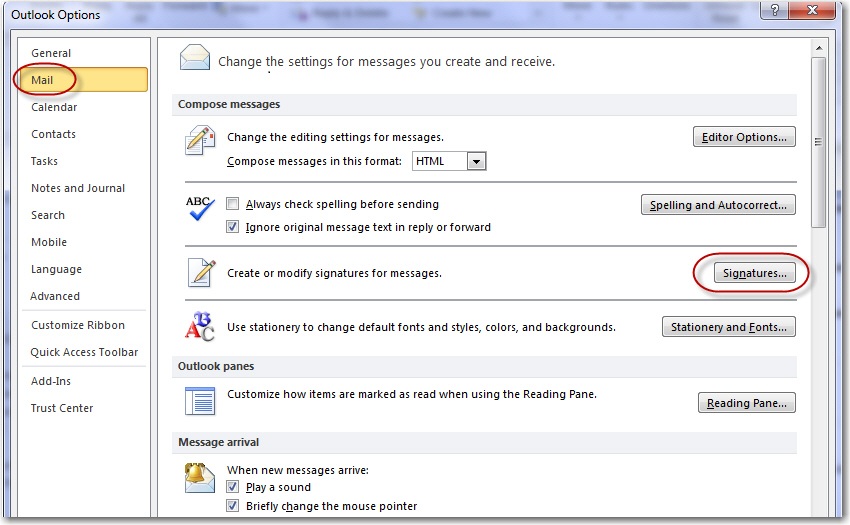 Outlook Options
?
General
Mail
Calendar
Contacts
Tasks
Notes and Journal
Search
Mobile
Language
Advanced
Customize Ribbon
Quick Access Toolbar
Add-Ins
Trust Center
Change the settings for messages you create and receive.
Compose messages
Change the editing settings for messages.
Editor Options...
Compose messages in this format: HTML
ABC
Always check spelling before sending
Spelling and Autocorrect...
Ignore original message text in reply or forward
Create or modify signatures for messages.
Signatures...
ABC
Use stationery to change default fonts and styles, colors, and backgrounds.
Stationery and Fonts...
Outlook panes
Customize how items are marked as read when using the Reading Pane.
Reading Pane...
Message arrival
When new messages arrive:
Play a sound
Briefly change the mouse pointer